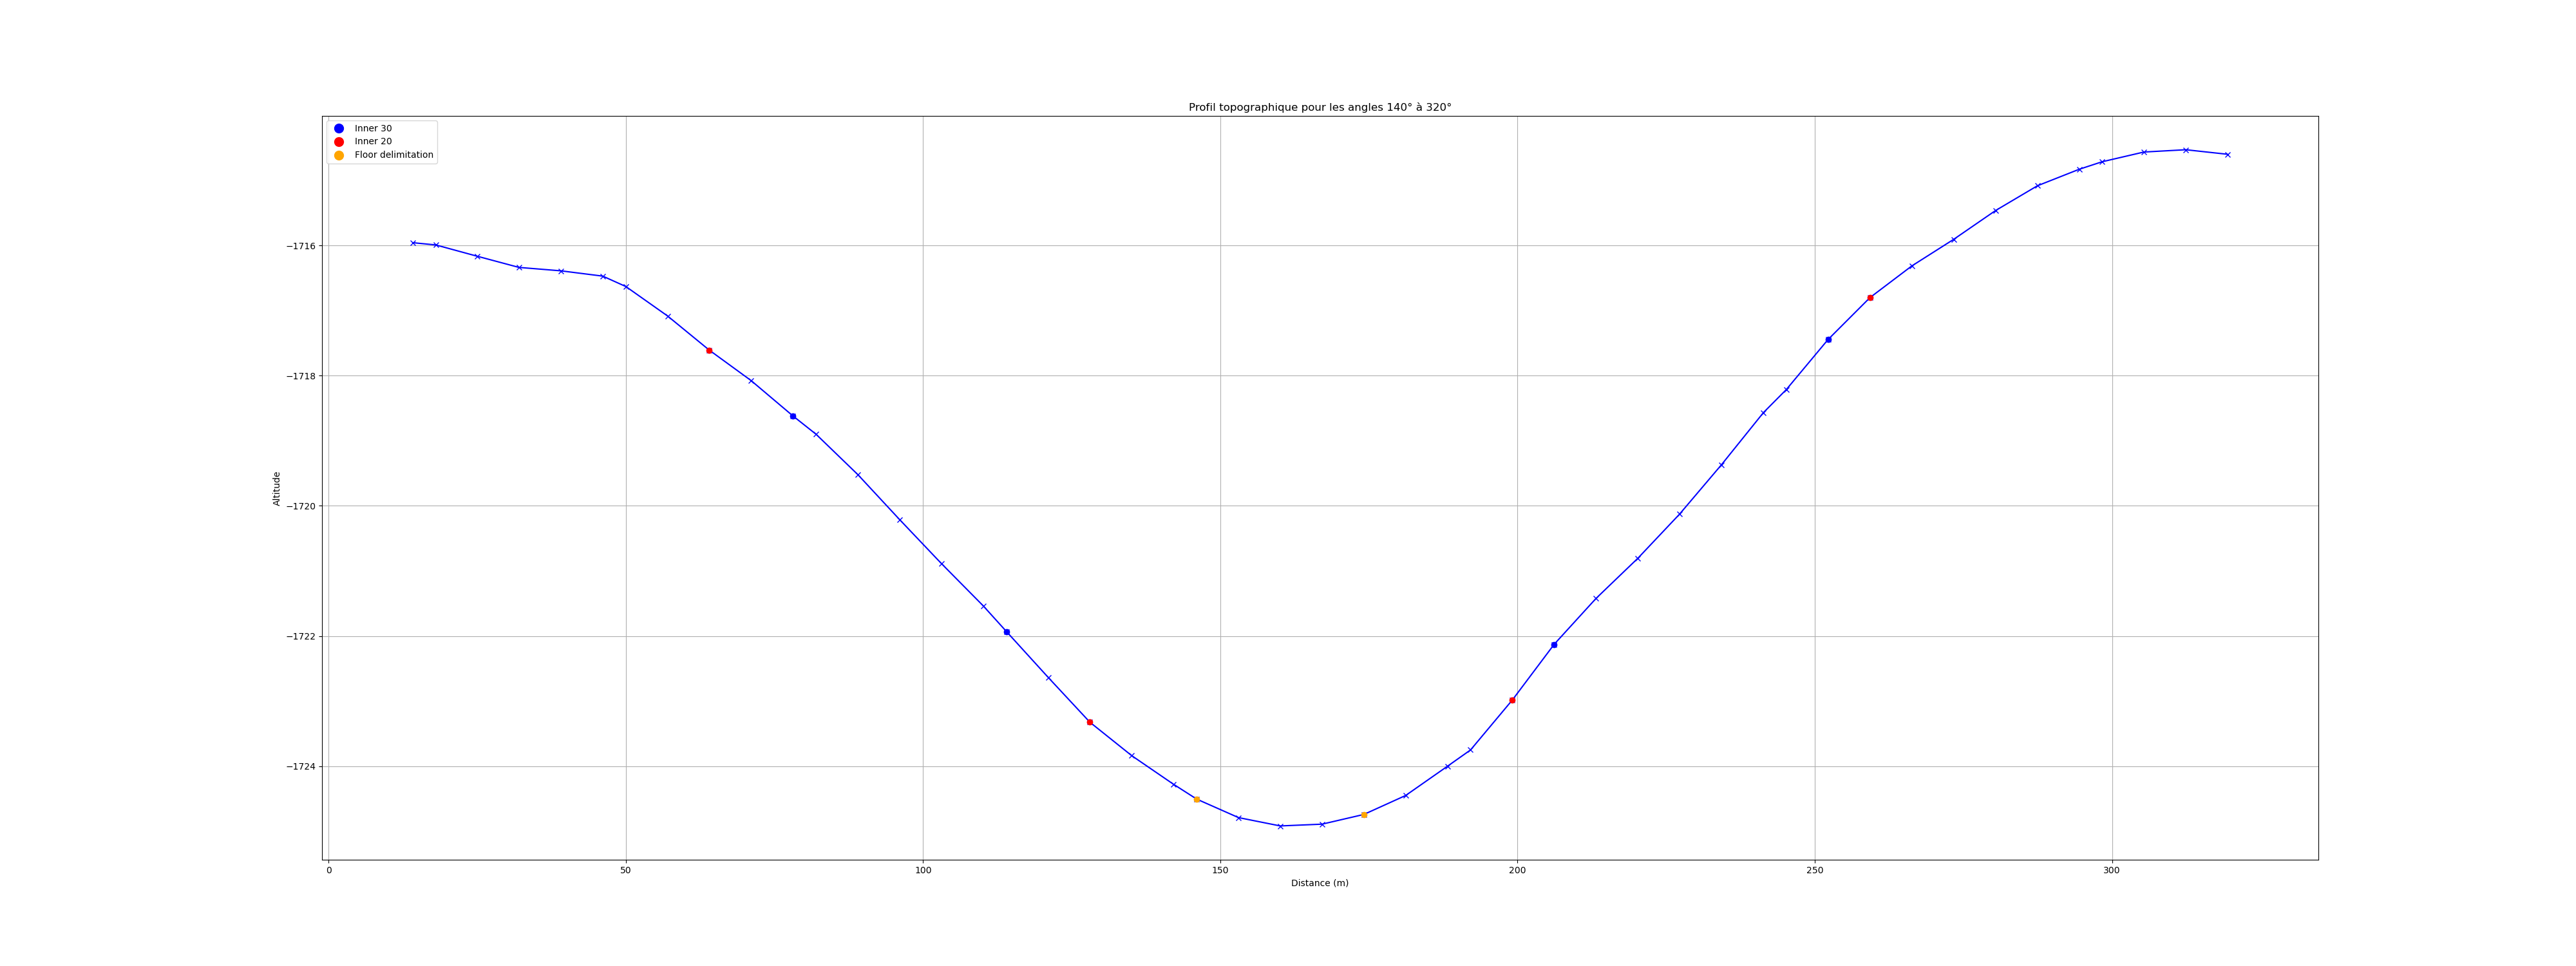 Profil topographique pour les angles 140° à 320°
Inner 30
Inner 20
Floor delimitation
−1716
−1718
−1720
−1722
−1724
Altitude
0 50 100 150 200 250 300
Distance (m)